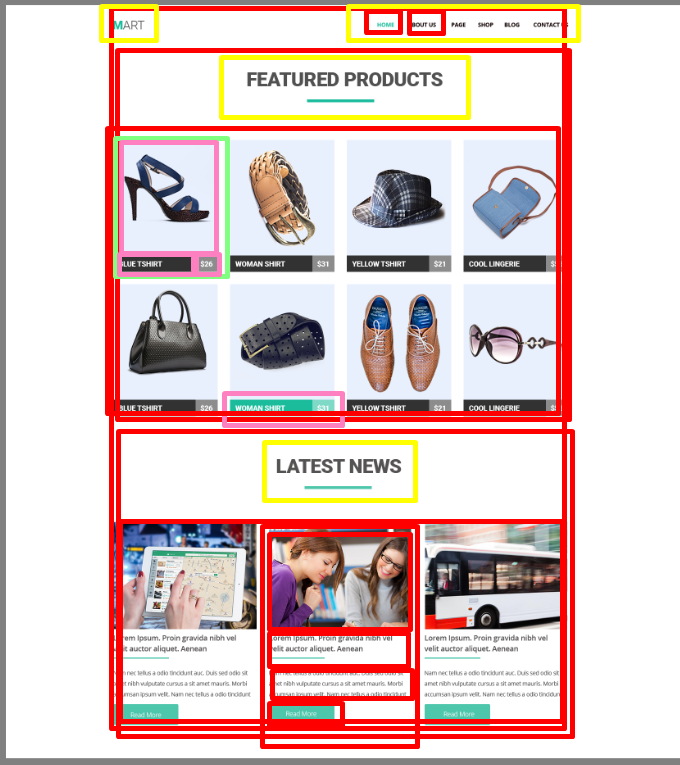 MART
HOME ABOUT US PAGE SHOP BLOG CONTACT US
FEATURED PRODUCTS
BLUE TSHIRT $26 WOMAN SHIRT $31 YELLOW TSHIRT $21 COOL LINGERIE
BLUE TSHIRT $26 WOMAN SHIRT $31 YELLOW TSHIRT $21 COOL LINGERIE
LATEST NEWS
Lorem Ipsum. Proin gravida nibh vel
velit auctor aliquet. Aenean
Nam nec tellus a odio tincidunt auc. Duis sed odio sit
amet nibh vulputate cursus a sit amet mauris. Morbi
accumsan ipsum velit. Nam nec tellus a odio tincidunt
Read More
Lorem Ipsum. Proin gravida nibh vel
velit auctor aliquet. Aenean
Nam nec tellus a odio tincidunt auc. Duis sed odio sit
amet nibh vulputate cursus a sit amet mauris. Morbi
accumsan ipsum velit. Nam nec tellus a odio tincidunt
Read More
Lorem Ipsum. Proin gravida nibh vel
velit auctor aliquet. Aenean
Nam nec tellus a odio tincidunt auc. Duis sed odio sit
amet nibh vulputate cursus a sit amet mauris. Morbi
accumsan ipsum velit. Nam nec tellus a odio tincidunt
Read More